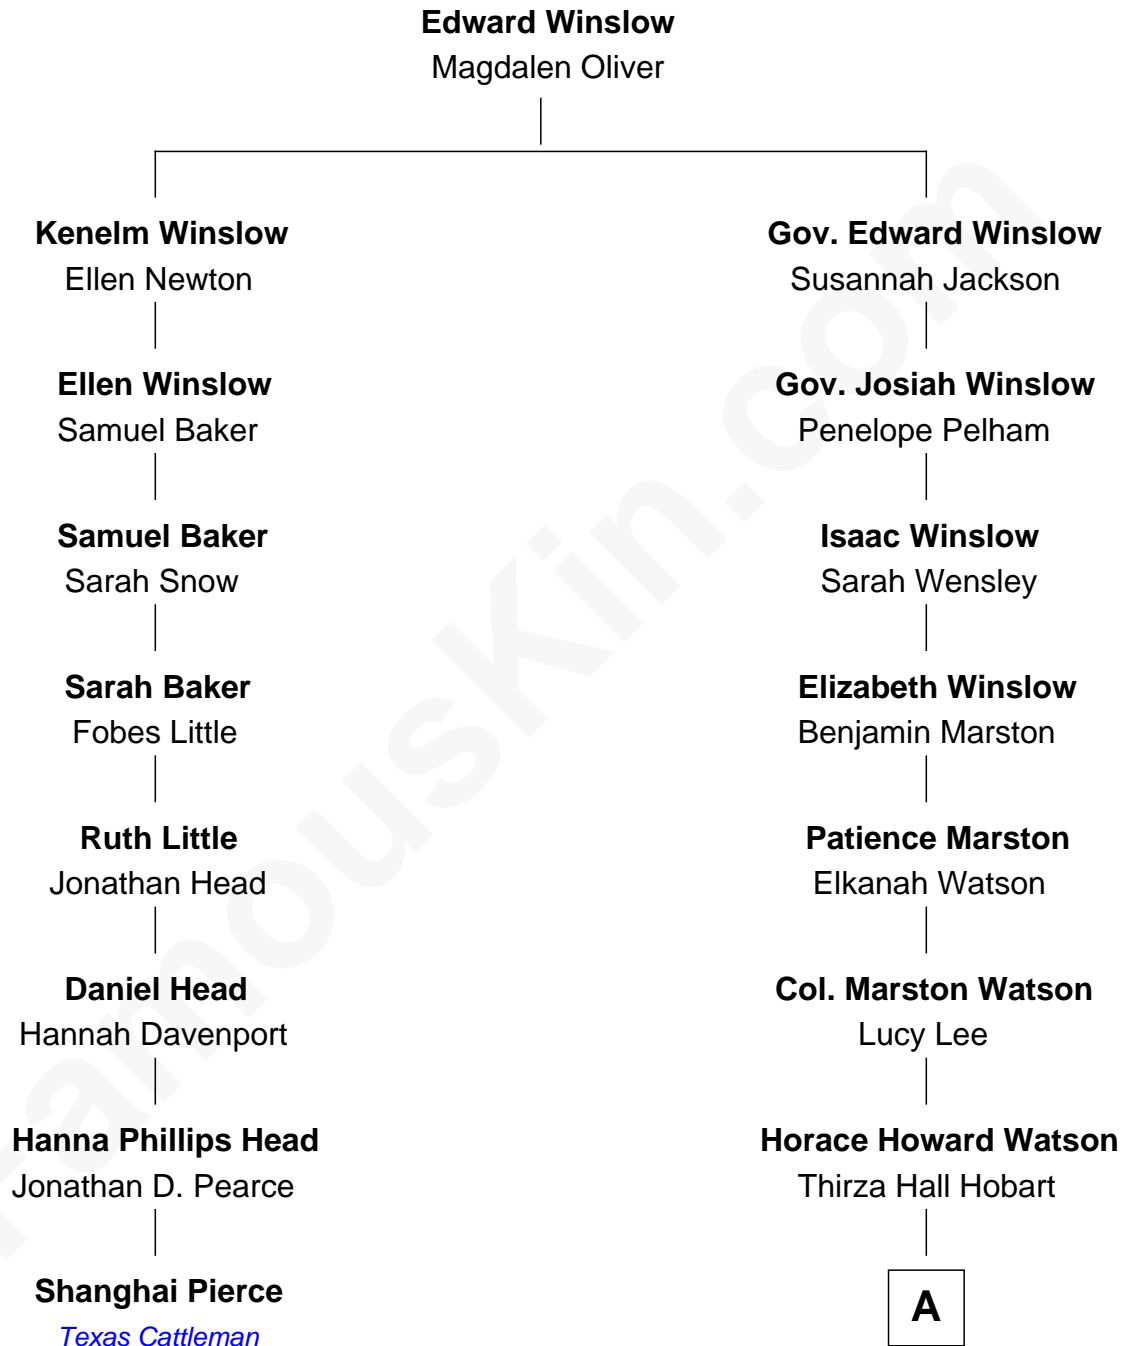 Edward Winslow
Magdalen Oliver
Kenelm Winslow
Ellen Newton
Gov. Edward Winslow
Susannah Jackson
Ellen Winslow
Samuel Baker
Gov. Josiah Winslow
Penelope Pelham
Samuel Baker
Sarah Snow
Isaac Winslow
Sarah Wensley
Sarah Baker
Fobes Little
Elizabeth Winslow
Benjamin Marston
Ruth Little
Jonathan Head
Patience Marston
Elkanah Watson
Daniel Head
Hannah Davenport
Col. Marston Watson
Lucy Lee
Hanna Phillips Head
Jonathan D. Pearce
Horace Howard Watson
Thirza Hall Hobart
Shanghai Pierce
Texas Cattleman
A
FamousKin.com